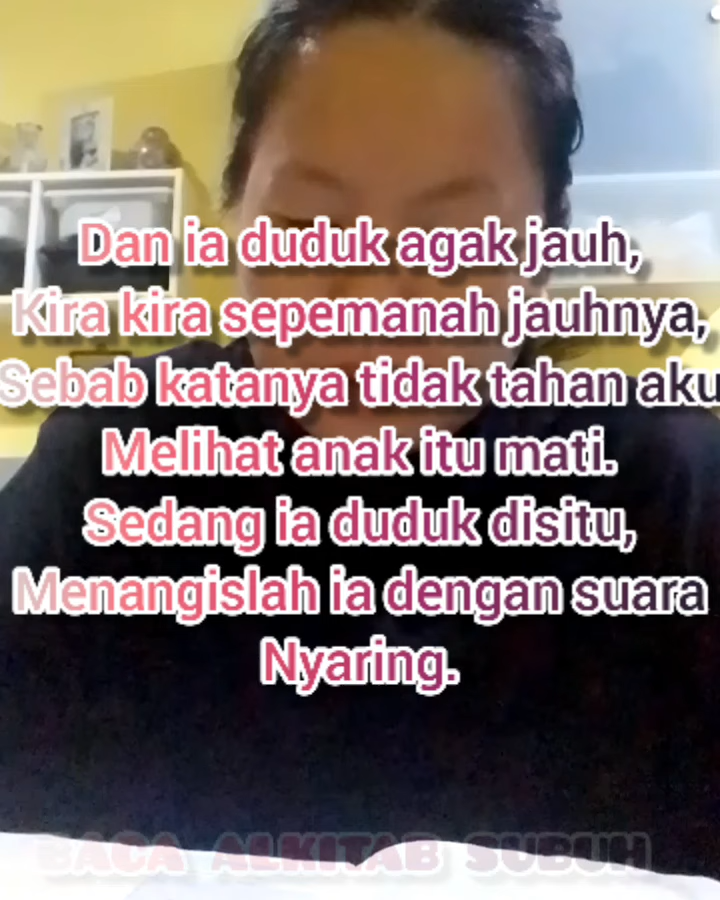 Dan ia duduk agak jauh,
Kira kira sepemanah jauhnya,
Sebab katanya tidak tahan aku
Melihat anak itu mati.
Sedang ia duduk disitu,
Menangislah ia dengan suara
Nyaring.
BACA ALKITAB SUBUH